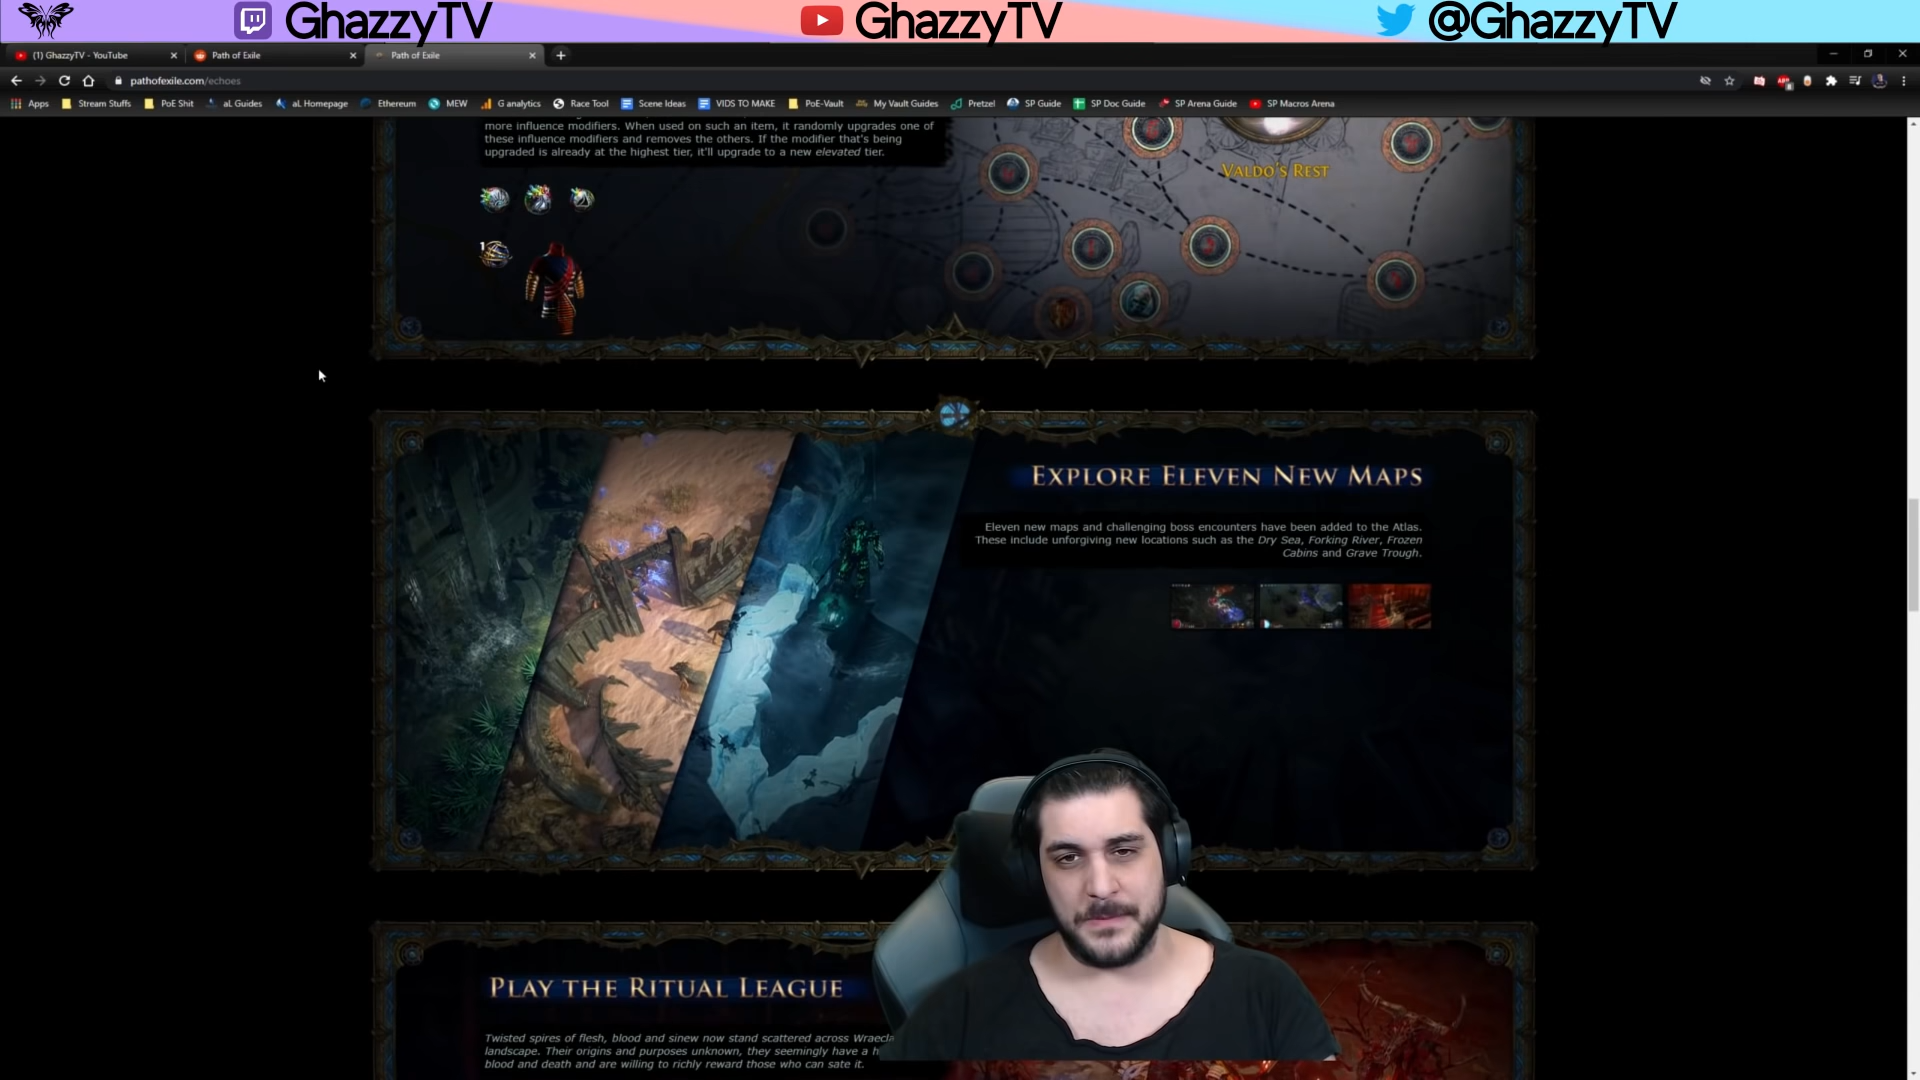 GhazzyTV GhazzyTV @GhazzyTV
(1) GhazzyTV - YouTube Path of Exile Path of Exile
pathofexile.com/echoes
Apps Stream Stuffs PoE Shit aL Guides aL Homepage Ethereum MEW G analytics Race Tool Scene Ideas VIDS TO MAKE PoE-Vault My Vault Guides Pretzel SP Guide SP Doc Guide SP Arena Guide SP Macros Arena
more influence modifiers. When used on such an item, it randomly upgrades one of
these influence modifiers and removes the others. If the modifier that's being
upgraded is already at the highest tier, it'll upgrade to a new elevated tier.
VALDO'S REST
1
EXPLORE ELEVEN NEW MAPS
Eleven new maps and challenging boss encounters have been added to the Atlas.
These include unforgiving new locations such as the Dry Sea, Forking River, Frozen
Cabins and Grave Trough.
PLAY THE RITUAL LEAGUE
Twisted spires of flesh, blood and sinew now stand scattered across
landscape. Their origins and purposes unknown, they seemingly have a
blood and death and are willing to richly reward those who can sate it.